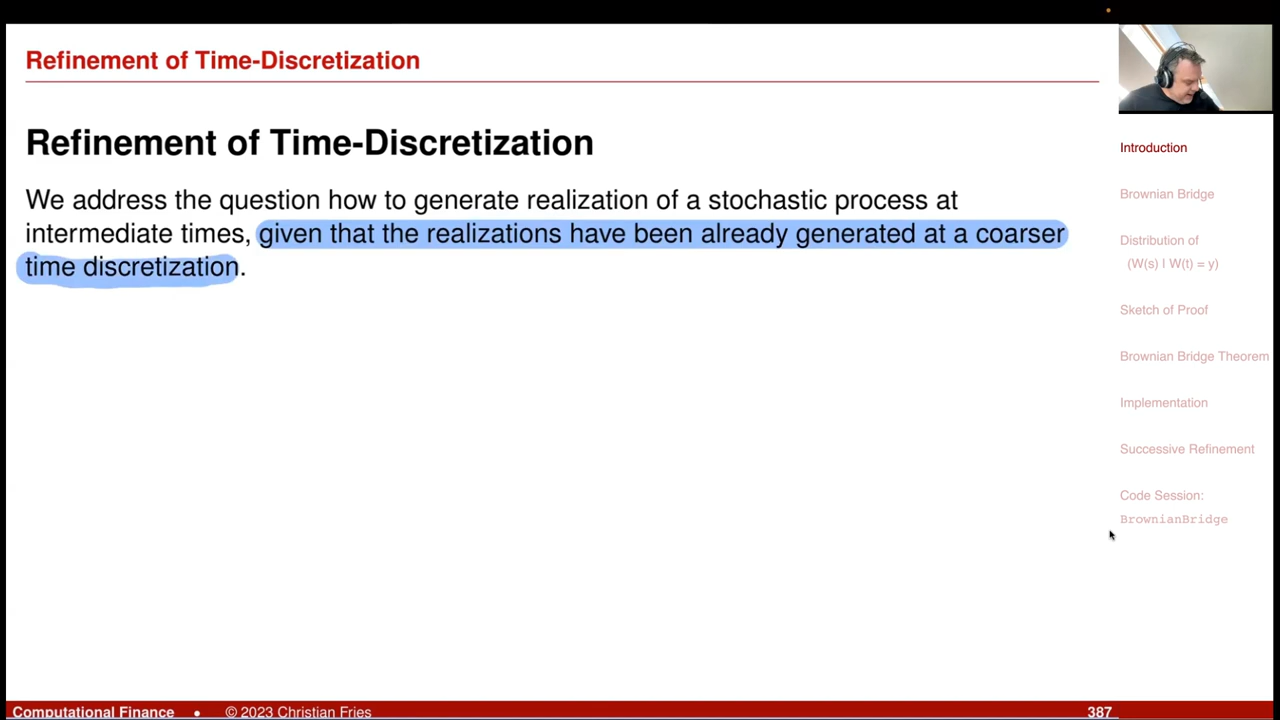 Refinement of Time-Discretization
Refinement of Time-Discretization
We address the question how to generate realization of a stochastic process at
intermediate times, given that the realizations have been already generated at a coarser
time discretization.
Introduction
Brownian Bridge
Distribution of
(W(s) | W(t) = y)
Sketch of Proof
Brownian Bridge Theorem
Implementation
Successive Refinement
Code Session:
BrownianBridge
Computational Finance • © 2023 Christian Fries 387